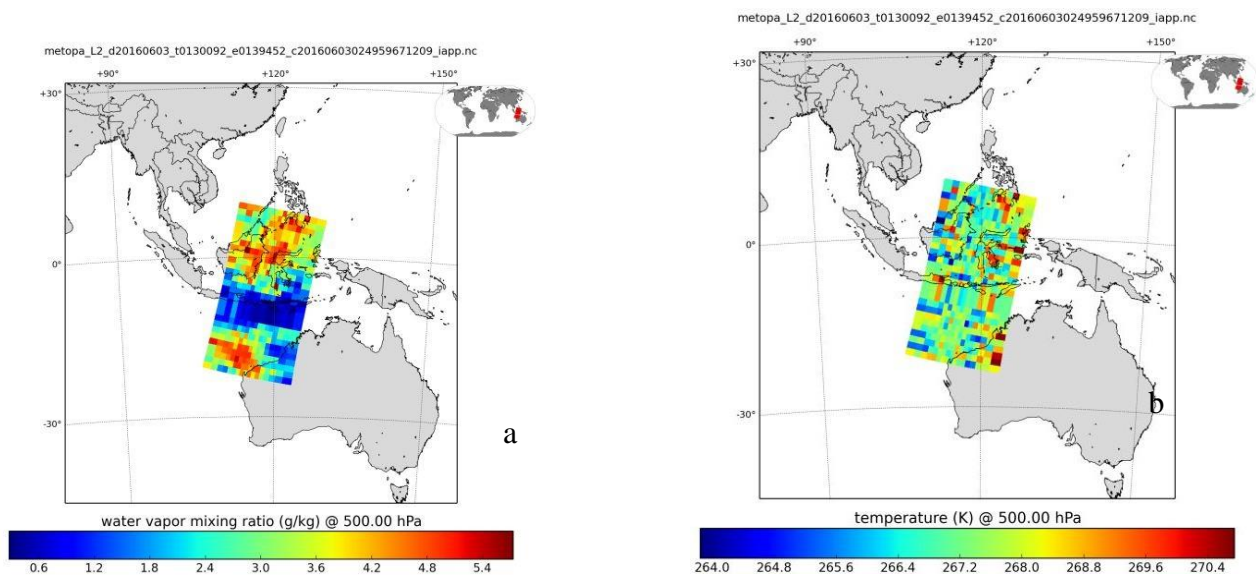 metopa_L2_d20160603_t0130092_e0139452_c20160603024959671209_iapp.nc
+90° +120° +150°
+30°
0°
-30°
a
water vapor mixing ratio (g/kg) @ 500.00 hPa
0.6 1.2 1.8 2.4 3.0 3.6 4.2 4.8 5.4
metopa_L2_d20160603_t0130092_e0139452_c20160603024959671209_iapp.nc
+90° +120° +150°
+30°
0°
-30°
b
temperature (K) @ 500.00 hPa
264.0 264.8 265.6 266.4 267.2 268.0 268.8 269.6 270.4